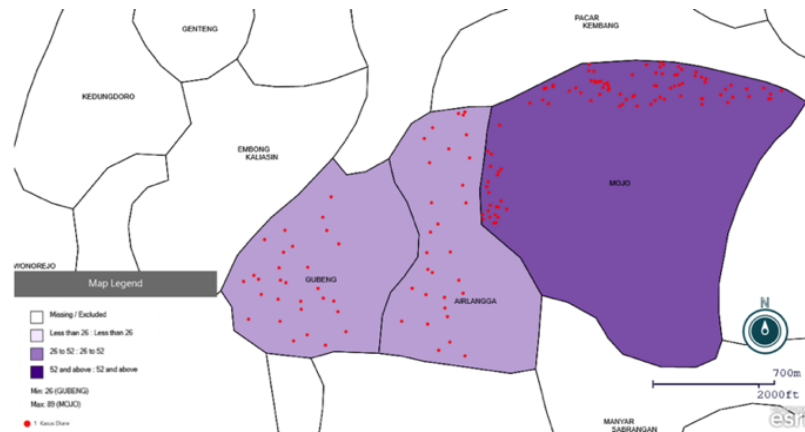 GENTENG
PACAR
KEMBANG
KEDUNGDORO
EMBONG
KALIASIN
MOJO
WONOREJO
GUBENG
AIRLANGGA
Map Legend
Missing / Excluded
Less than 26 : Less than 26
26 to 52 : 26 to 52
52 and above : 52 and above
Min: 26 (GUBENG)
Max: 89 (MOJO)
1 Kasus Diare
N
700m
2000ft
MANYAR
SABRANGAN
esri